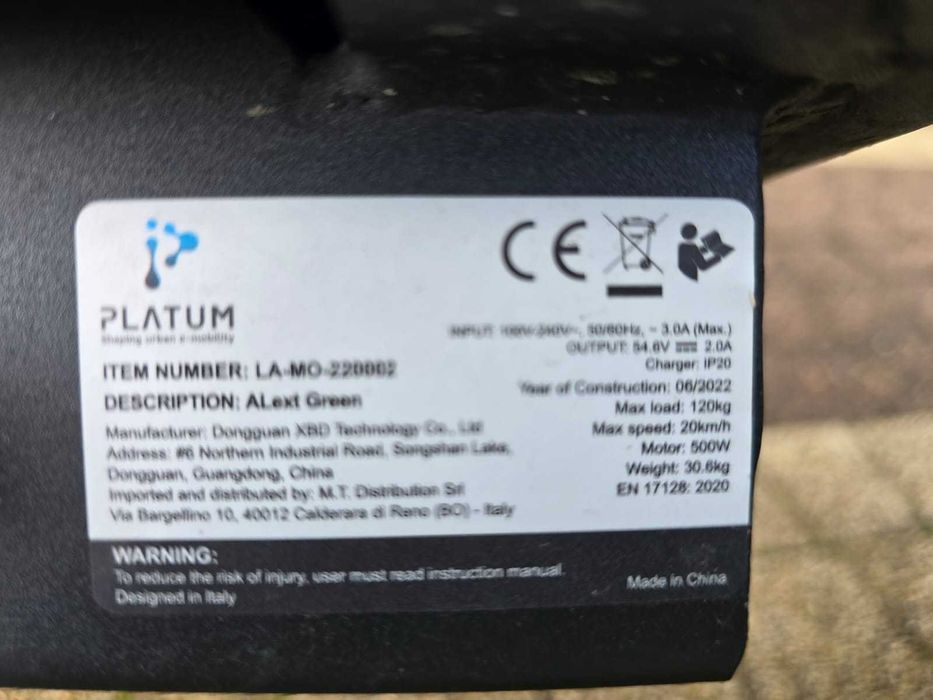 PLATUM
Shaping urban e-mobility
ITEM NUMBER: LA-MO-220002
DESCRIPTION: ALext Green
Manufacturer: Dongguan XBD Technology Co., Ltd
Address: #6 Northern Industrial Road, Songshan Lake,
Dongguan, Guangdong, China
Imported and distributed by: M.T. Distribution Srl
Via Bargellino 10, 40012 Calderara di Reno (BO) - Italy
CE
INPUT: 100V-240V~, 50/60Hz, ~ 3.0A (Max.)
OUTPUT: 54.6V ⎓ 2.0A
Charger: IP20
Year of Construction: 06/2022
Max load: 120kg
Max speed: 20km/h
Motor: 500W
Weight: 30.6kg
EN 17128: 2020
WARNING:
To reduce the risk of injury, user must read instruction manual.
Designed in Italy
Made in China